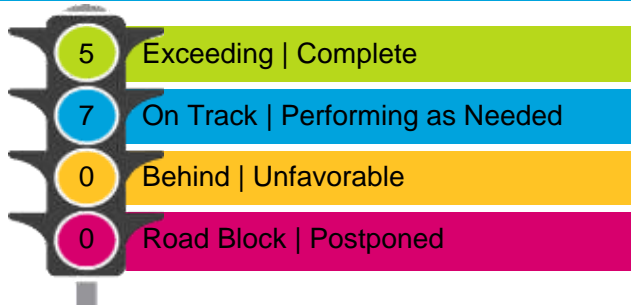 5 Exceeding | Complete
7 On Track | Performing as Needed
0 Behind | Unfavorable
0 Road Block | Postponed